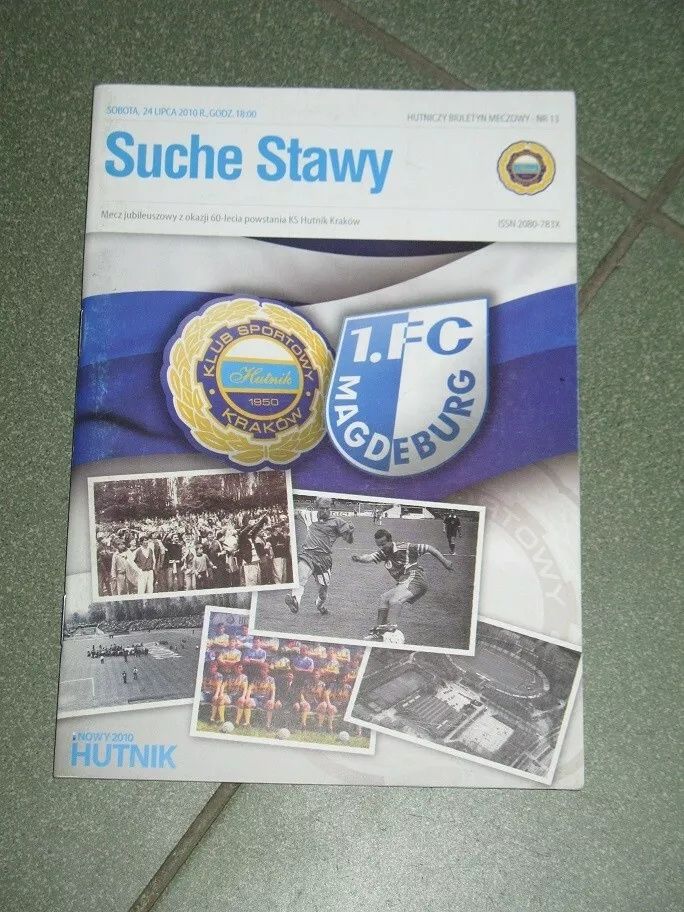 SOBOTA, 24 LIPCA 2010 R., GODZ. 18:00
HUTNICZY BIULETYN MECZOWY - NR 13
Suche Stawy
Mecz jubileuszowy z okazji 60-lecia powstania KS Hutnik Kraków
ISSN 2080-783X
KLUB SPORTOWY
Hutnik
1950
KRAKÓW
1.FC
MAGDEBURG
NOWY 2010
HUTNIK